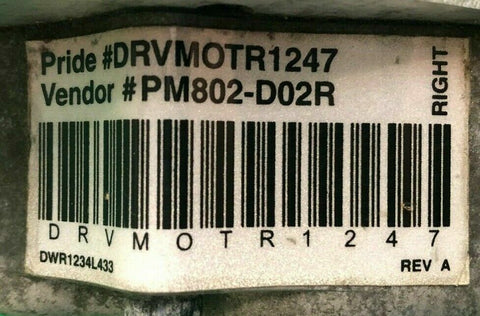 Pride #DRVMOTR1247
Vendor #PM802-D02R
RIGHT
DRVMOTR1247
DWR1234L433
REV A